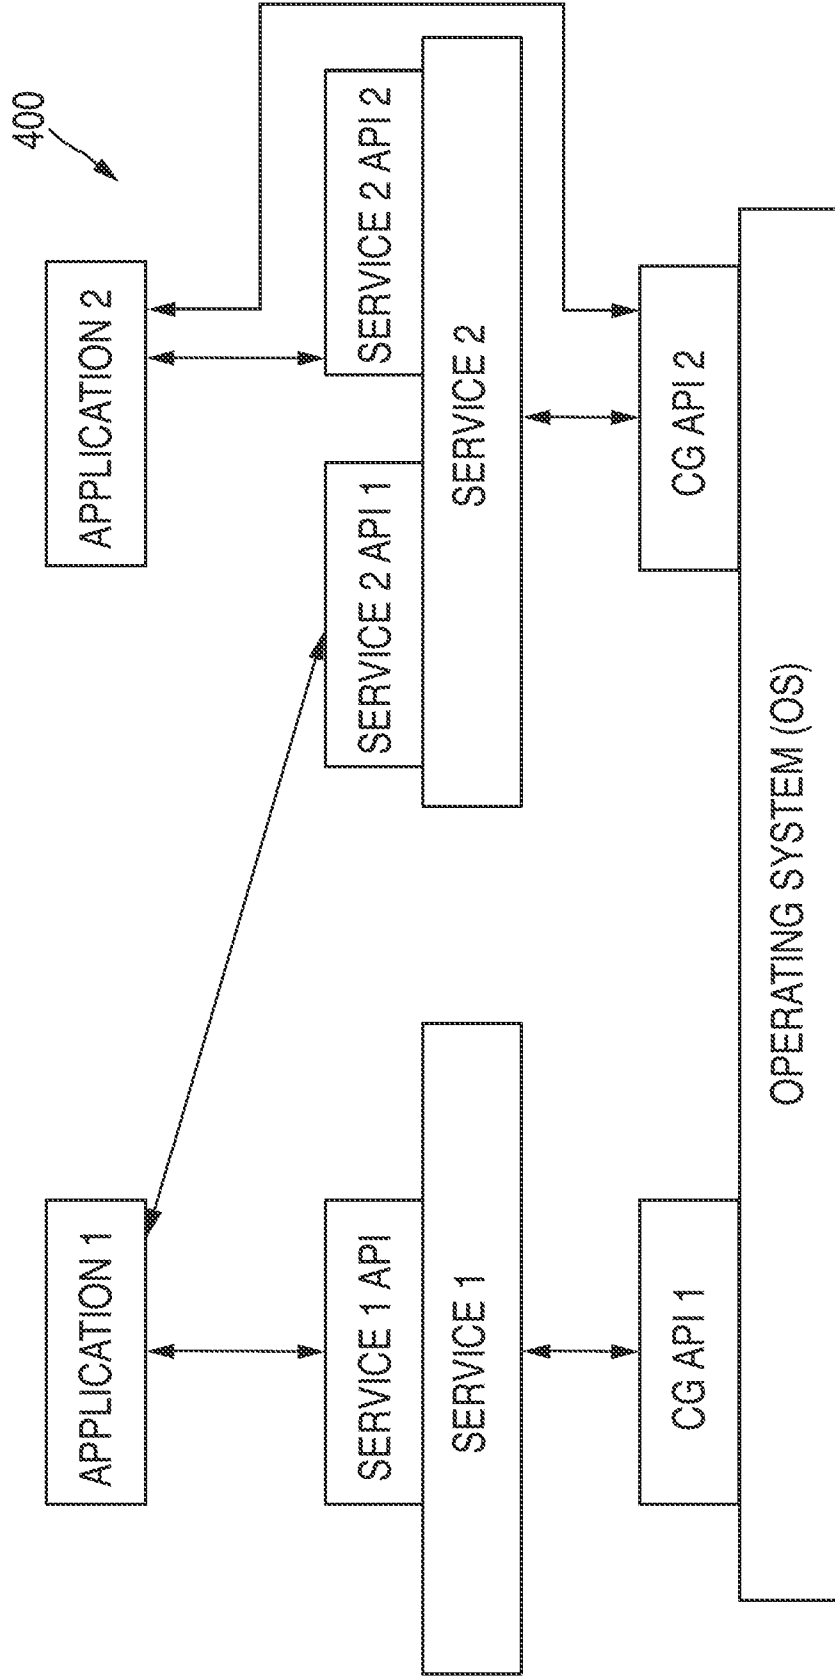 400
APPLICATION 1
APPLICATION 2
SERVICE 1 API
SERVICE 2 API 1
SERVICE 2 API 2
SERVICE 1
SERVICE 2
CG API 1
CG API 2
OPERATING SYSTEM (OS)